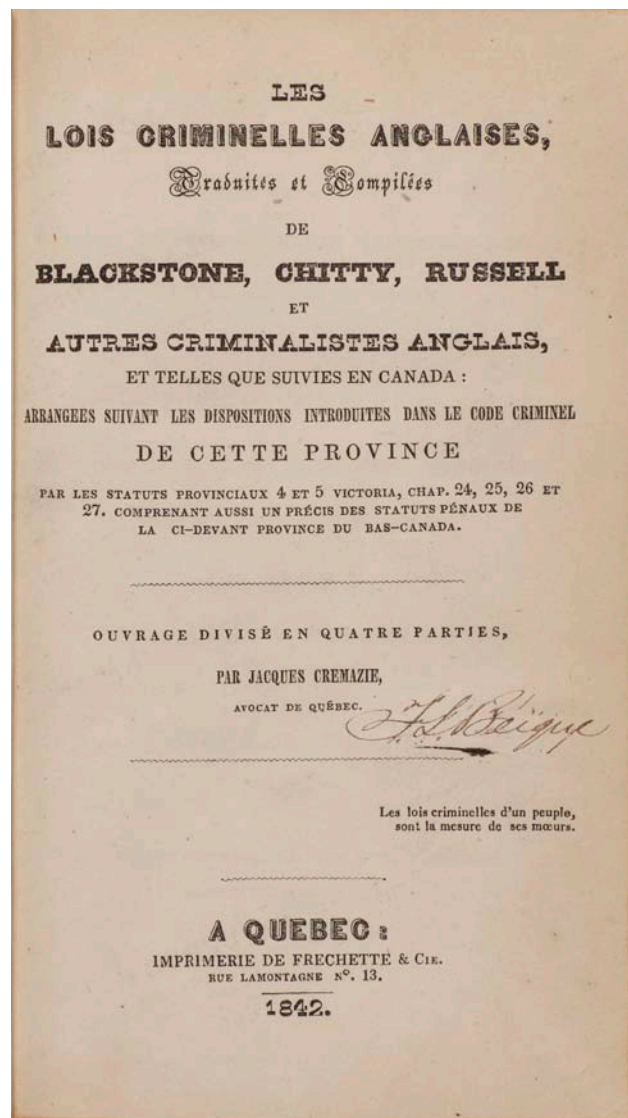 LES
LOIS CRIMINELLES ANGLAISES,
Traduites et Compilées
DE
BLACKSTONE, CHITTY, RUSSELL
ET
AUTRES CRIMINALISTES ANGLAIS,
ET TELLES QUE SUIVIES EN CANADA :
ARRANGEES SUIVANT LES DISPOSITIONS INTRODUITES DANS LE CODE CRIMINEL
DE CETTE PROVINCE
PAR LES STATUTS PROVINCIAUX 4 ET 5 VICTORIA, CHAP. 24, 25, 26 ET
27. COMPRENANT AUSSI UN PRÉCIS DES STATUTS PÉNAUX DE
LA CI-DEVANT PROVINCE DU BAS-CANADA.
OUVRAGE DIVISÉ EN QUATRE PARTIES,
PAR JACQUES CREMAZIE,
AVOCAT DE QUÉBEC.
F. L. Béique
Les lois criminelles d'un peuple,
sont la mesure de ses mœurs.
A QUEBEC :
IMPRIMERIE DE FRECHETTE & CIE.
RUE LAMONTAGNE NO. 13.
1842.